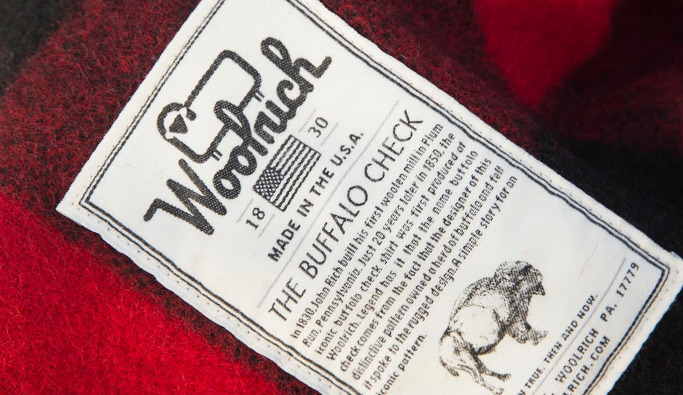 Woolrich
18 30
MADE IN THE U.S.A.
THE BUFFALO CHECK
In 1830, John Rich built his first woolen mill in Plum
Run, Pennsylvania. Just 20 years later in 1850, the
iconic buffalo check shirt was first produced at
Woolrich. Legend has it that the name buffalo
check comes from the fact that the designer of this
distinctive pattern owned a herd of buffalo and felt
it spoke to the rugged design. A simple story for an
iconic pattern.
TRUE. THEN AND NOW.
WOOLRICH PA. 17779